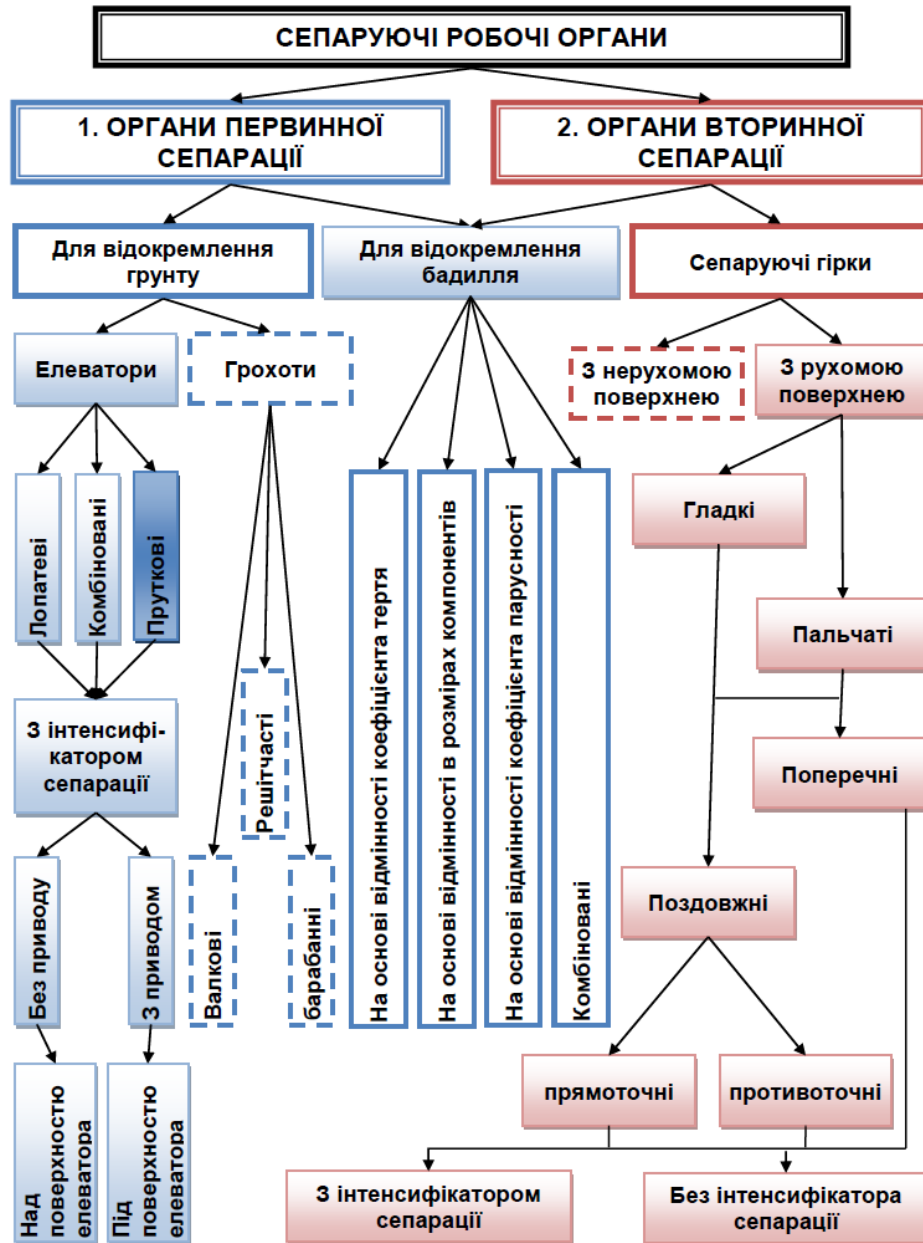 СЕПАРУЮЧІ РОБОЧІ ОРГАНИ
1. ОРГАНИ ПЕРВИННОЇ
СЕПАРАЦІЇ
2. ОРГАНИ ВТОРИННОЇ
СЕПАРАЦІЇ
Для відокремлення
грунту
Для відокремлення
бадилля
Сепаруючі гірки
Елеватори
Грохоти
З нерухомою
поверхнею
З рухомою
поверхнею
Лопатеві
Комбіновані
Пруткові
Гладкі
Пальчаті
З інтенсифі-
катором
сепарації
Решітчасті
Валкові
барабанні
На основі відмінності коефіцієнта тертя
На основі відмінності в розмірах компонентів
На основі відмінності коефіцієнта парусності
Комбіновані
Поперечні
Поздовжні
Без приводу
З приводом
Над
поверхностю
елеватора
Під
поверхностю
елеватора
прямоточні
противоточні
З інтенсифікатором
сепарації
Без інтенсифікатора
сепарації